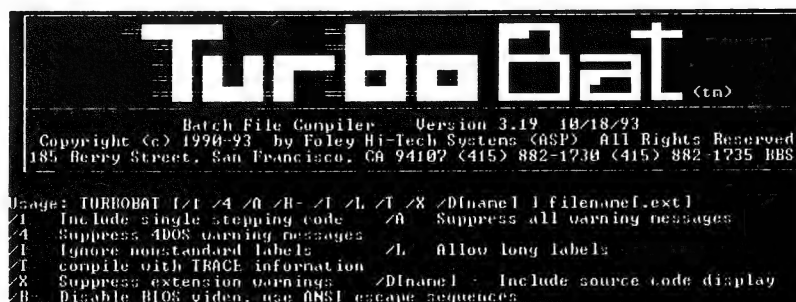 TurboBat (tm)
Batch File Compiler Version 3.19 10/18/93
Copyright (c) 1990-93 by Foley Hi-Tech Systems (ASP) All Rights Reserved
185 Berry Street, San Francisco, CA 94107 (415) 882-1730 (415) 882-1735 BBS
Usage: TURBOBAT [/1 /4 /A /B- /I /L /T /X /D[name] ] filename[.ext]
/1 Include single stepping code /A Suppress all warning messages
/4 Suppress 4DOS warning messages
/I Ignore nonstandard labels /L Allow long labels
/T compile with TRACE information
/X Suppress extension warnings /D[name] - Include source code display
/B- Disable BIOS video, use ANSI escape sequences